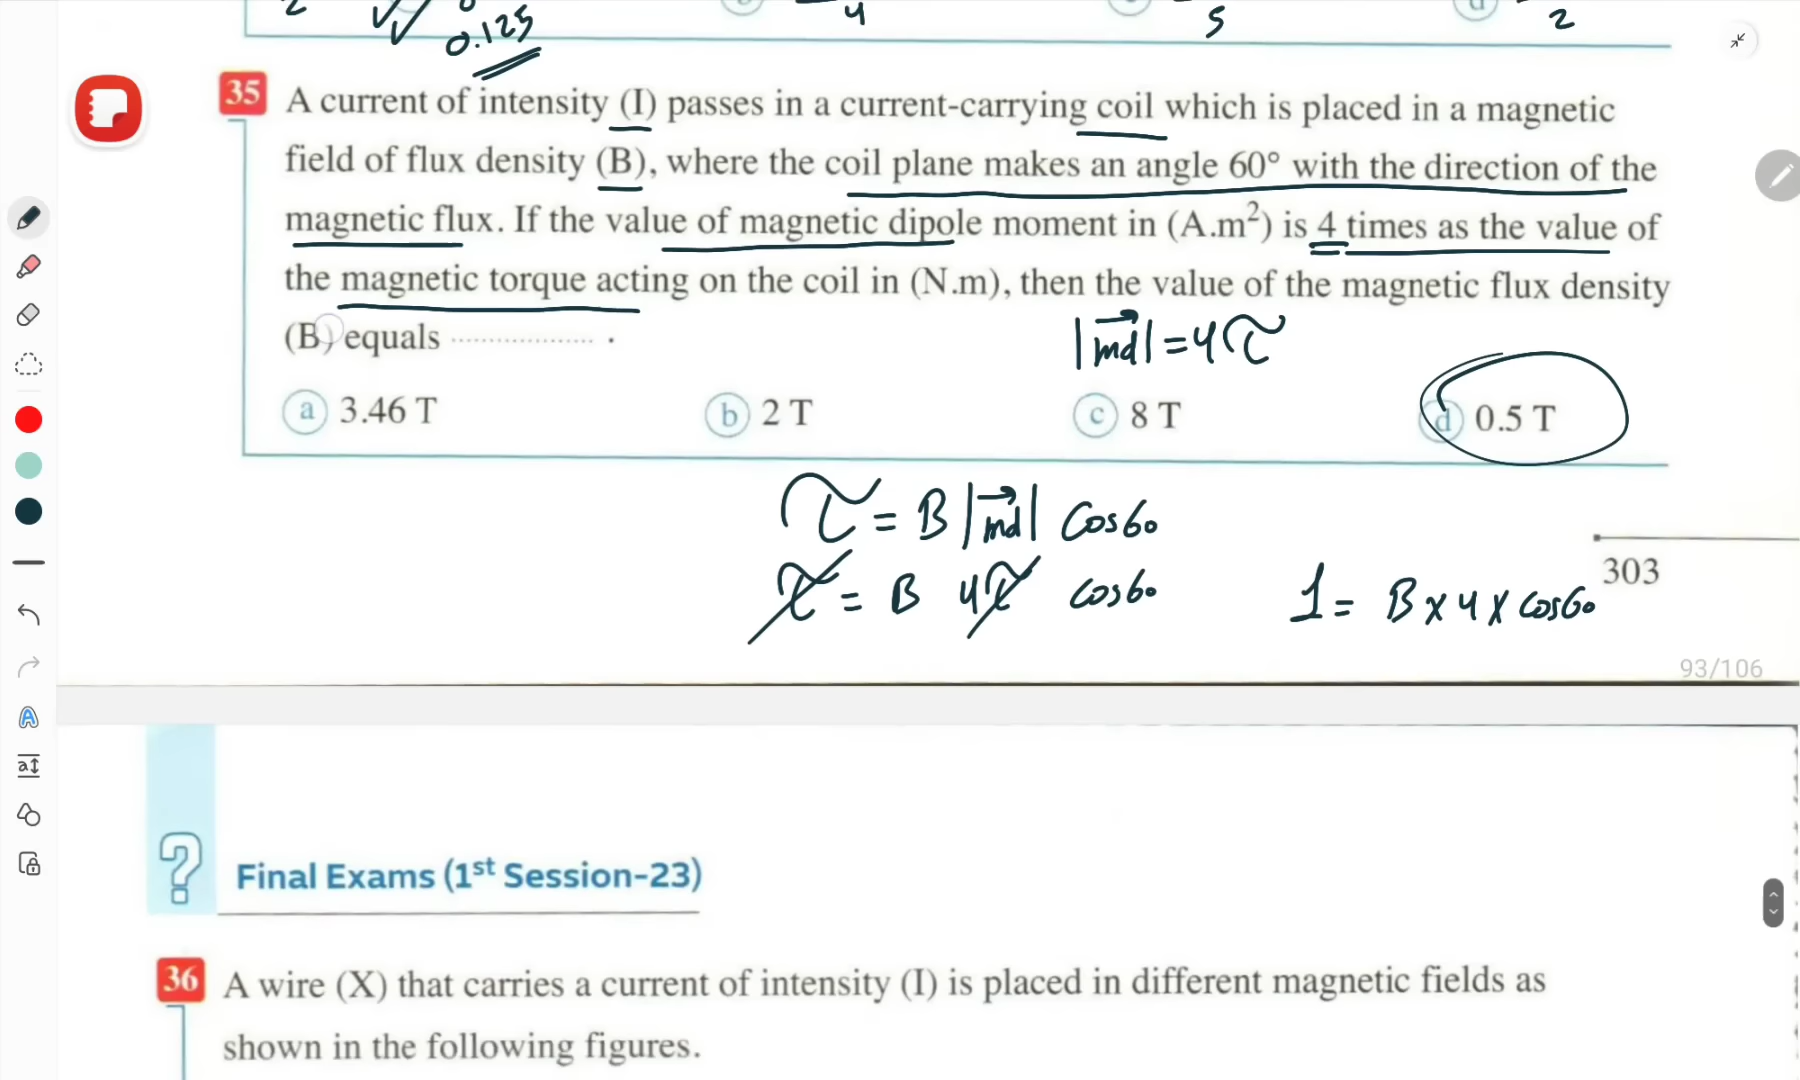 2 0.125 4 5 2
35 A current of intensity (I) passes in a current-carrying coil which is placed in a magnetic
field of flux density (B), where the coil plane makes an angle 60° with the direction of the
magnetic flux. If the value of magnetic dipole moment in (A.m²) is 4 times as the value of
the magnetic torque acting on the coil in (N.m), then the value of the magnetic flux density
(B) equals .................. .
|md| = 4τ
a 3.46 T b 2 T c 8 T d 0.5 T
τ = B |md| cos60
τ = B 4τ cos60 1 = B x 4 x cos60
303
93/106
? Final Exams (1st Session-23)
36 A wire (X) that carries a current of intensity (I) is placed in different magnetic fields as
shown in the following figures.